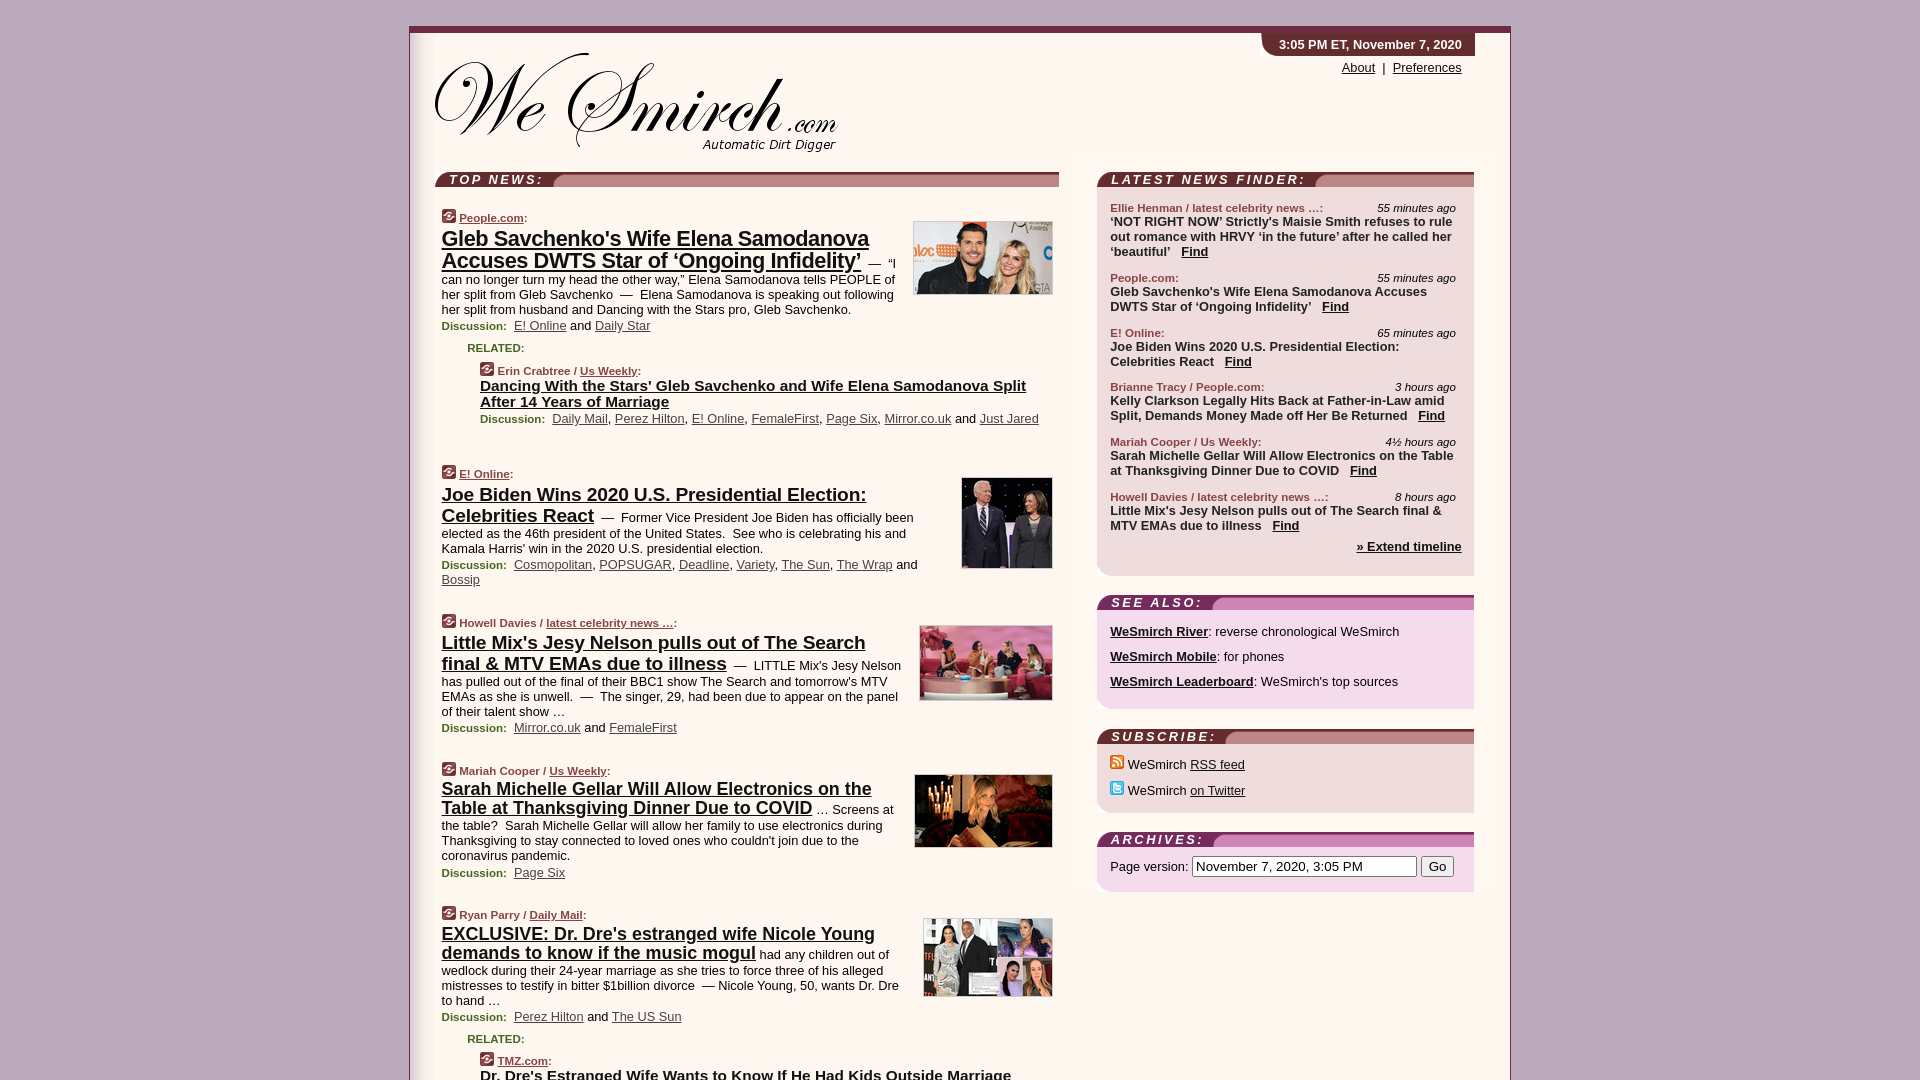 3:05 PM ET, November 7, 2020
About | Preferences
We Smirch .com
Automatic Dirt Digger
TOP NEWS:
People.com:
Gleb Savchenko's Wife Elena Samodanova
Accuses DWTS Star of ‘Ongoing Infidelity’ — “I
can no longer turn my head the other way,” Elena Samodanova tells PEOPLE of
her split from Gleb Savchenko — Elena Samodanova is speaking out following
her split from husband and Dancing with the Stars pro, Gleb Savchenko.
Discussion: E! Online and Daily Star
RELATED:
Erin Crabtree / Us Weekly:
Dancing With the Stars' Gleb Savchenko and Wife Elena Samodanova Split
After 14 Years of Marriage
Discussion: Daily Mail, Perez Hilton, E! Online, FemaleFirst, Page Six, Mirror.co.uk and Just Jared
E! Online:
Joe Biden Wins 2020 U.S. Presidential Election:
Celebrities React — Former Vice President Joe Biden has officially been
elected as the 46th president of the United States. See who is celebrating his and
Kamala Harris' win in the 2020 U.S. presidential election.
Discussion: Cosmopolitan, POPSUGAR, Deadline, Variety, The Sun, The Wrap and
Bossip
Howell Davies / latest celebrity news …:
Little Mix's Jesy Nelson pulls out of The Search
final & MTV EMAs due to illness — LITTLE Mix's Jesy Nelson
has pulled out of the final of their BBC1 show The Search and tomorrow's MTV
EMAs as she is unwell. — The singer, 29, had been due to appear on the panel
of their talent show …
Discussion: Mirror.co.uk and FemaleFirst
Mariah Cooper / Us Weekly:
Sarah Michelle Gellar Will Allow Electronics on the
Table at Thanksgiving Dinner Due to COVID … Screens at
the table? Sarah Michelle Gellar will allow her family to use electronics during
Thanksgiving to stay connected to loved ones who couldn't join due to the
coronavirus pandemic.
Discussion: Page Six
Ryan Parry / Daily Mail:
EXCLUSIVE: Dr. Dre's estranged wife Nicole Young
demands to know if the music mogul had any children out of
wedlock during their 24-year marriage as she tries to force three of his alleged
mistresses to testify in bitter $1billion divorce — Nicole Young, 50, wants Dr. Dre
to hand …
Discussion: Perez Hilton and The US Sun
RELATED:
TMZ.com:
Dr. Dre's Estranged Wife Wants to Know If He Had Kids Outside Marriage
LATEST NEWS FINDER:
Ellie Henman / latest celebrity news …: 55 minutes ago
‘NOT RIGHT NOW’ Strictly's Maisie Smith refuses to rule
out romance with HRVY ‘in the future’ after he called her
‘beautiful’ Find
People.com: 55 minutes ago
Gleb Savchenko's Wife Elena Samodanova Accuses
DWTS Star of ‘Ongoing Infidelity’ Find
E! Online: 65 minutes ago
Joe Biden Wins 2020 U.S. Presidential Election:
Celebrities React Find
Brianne Tracy / People.com: 3 hours ago
Kelly Clarkson Legally Hits Back at Father-in-Law amid
Split, Demands Money Made off Her Be Returned Find
Mariah Cooper / Us Weekly: 4½ hours ago
Sarah Michelle Gellar Will Allow Electronics on the Table
at Thanksgiving Dinner Due to COVID Find
Howell Davies / latest celebrity news …: 8 hours ago
Little Mix's Jesy Nelson pulls out of The Search final &
MTV EMAs due to illness Find
» Extend timeline
SEE ALSO:
WeSmirch River: reverse chronological WeSmirch
WeSmirch Mobile: for phones
WeSmirch Leaderboard: WeSmirch's top sources
SUBSCRIBE:
WeSmirch RSS feed
WeSmirch on Twitter
ARCHIVES:
Page version: November 7, 2020, 3:05 PM Go